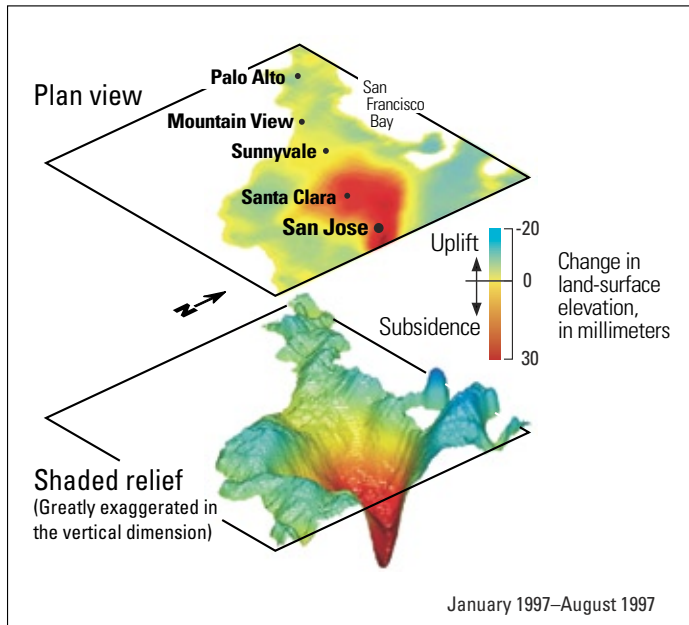 Plan view
Palo Alto
San
Francisco
Bay
Mountain View
Sunnyvale
Santa Clara
San Jose
N
Uplift
Subsidence
-20
0
30
Change in
land-surface
elevation,
in millimeters
Shaded relief
(Greatly exaggerated in
the vertical dimension)
January 1997–August 1997